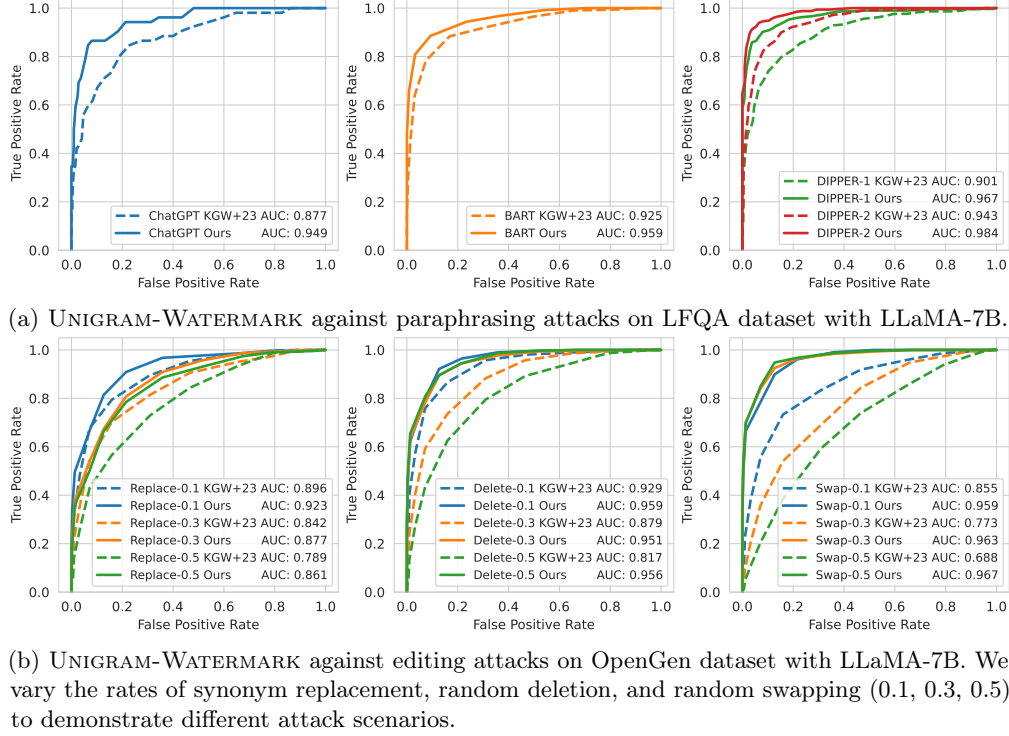 1.0
0.8
0.6
0.4
0.2
0.0
True Positive Rate
ChatGPT KGW+23 AUC: 0.877
ChatGPT Ours AUC: 0.949
0.0 0.2 0.4 0.6 0.8 1.0
False Positive Rate
1.0
0.8
0.6
0.4
0.2
0.0
True Positive Rate
BART KGW+23 AUC: 0.925
BART Ours AUC: 0.959
0.0 0.2 0.4 0.6 0.8 1.0
False Positive Rate
1.0
0.8
0.6
0.4
0.2
0.0
True Positive Rate
DIPPER-1 KGW+23 AUC: 0.901
DIPPER-1 Ours AUC: 0.967
DIPPER-2 KGW+23 AUC: 0.943
DIPPER-2 Ours AUC: 0.984
0.0 0.2 0.4 0.6 0.8 1.0
False Positive Rate
(a) UNIGRAM-WATERMARK against paraphrasing attacks on LFQA dataset with LLaMA-7B.
1.0
0.8
0.6
0.4
0.2
0.0
True Positive Rate
Replace-0.1 KGW+23 AUC: 0.896
Replace-0.1 Ours AUC: 0.923
Replace-0.3 KGW+23 AUC: 0.842
Replace-0.3 Ours AUC: 0.877
Replace-0.5 KGW+23 AUC: 0.789
Replace-0.5 Ours AUC: 0.861
0.0 0.2 0.4 0.6 0.8 1.0
False Positive Rate
1.0
0.8
0.6
0.4
0.2
0.0
True Positive Rate
Delete-0.1 KGW+23 AUC: 0.929
Delete-0.1 Ours AUC: 0.959
Delete-0.3 KGW+23 AUC: 0.879
Delete-0.3 Ours AUC: 0.951
Delete-0.5 KGW+23 AUC: 0.817
Delete-0.5 Ours AUC: 0.956
0.0 0.2 0.4 0.6 0.8 1.0
False Positive Rate
1.0
0.8
0.6
0.4
0.2
0.0
True Positive Rate
Swap-0.1 KGW+23 AUC: 0.855
Swap-0.1 Ours AUC: 0.959
Swap-0.3 KGW+23 AUC: 0.773
Swap-0.3 Ours AUC: 0.963
Swap-0.5 KGW+23 AUC: 0.688
Swap-0.5 Ours AUC: 0.967
0.0 0.2 0.4 0.6 0.8 1.0
False Positive Rate
(b) UNIGRAM-WATERMARK against editing attacks on OpenGen dataset with LLaMA-7B. We
vary the rates of synonym replacement, random deletion, and random swapping (0.1, 0.3, 0.5)
to demonstrate different attack scenarios.